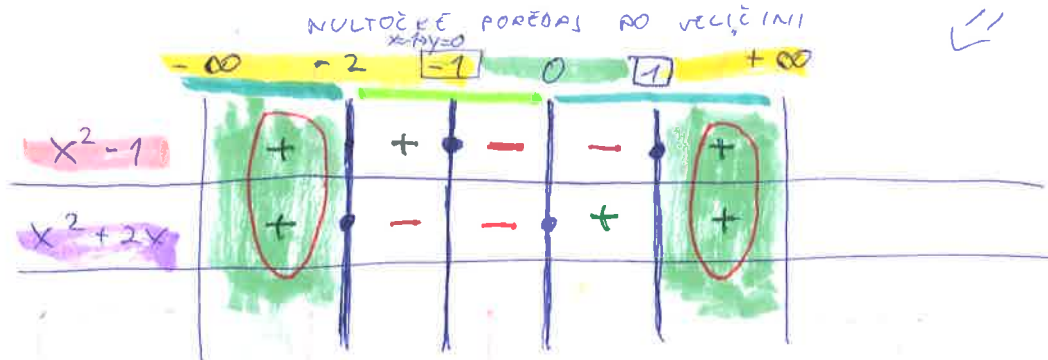 NULTOČKE POREDAJ PO VELIČINI
x=-1→y=0
-∞ -2 -1 0 1 +∞
x² - 1 + + - - +
x² + 2x + - - + +